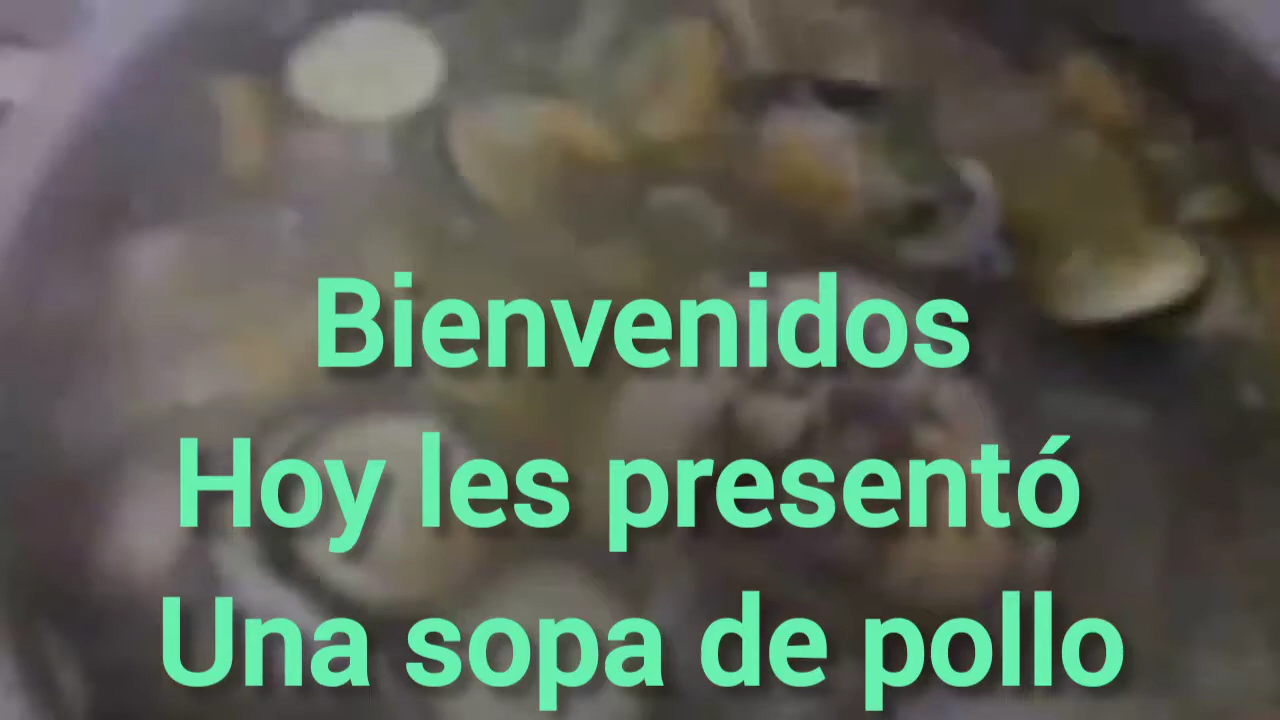 Bienvenidos
Hoy les presentó
Una sopa de pollo